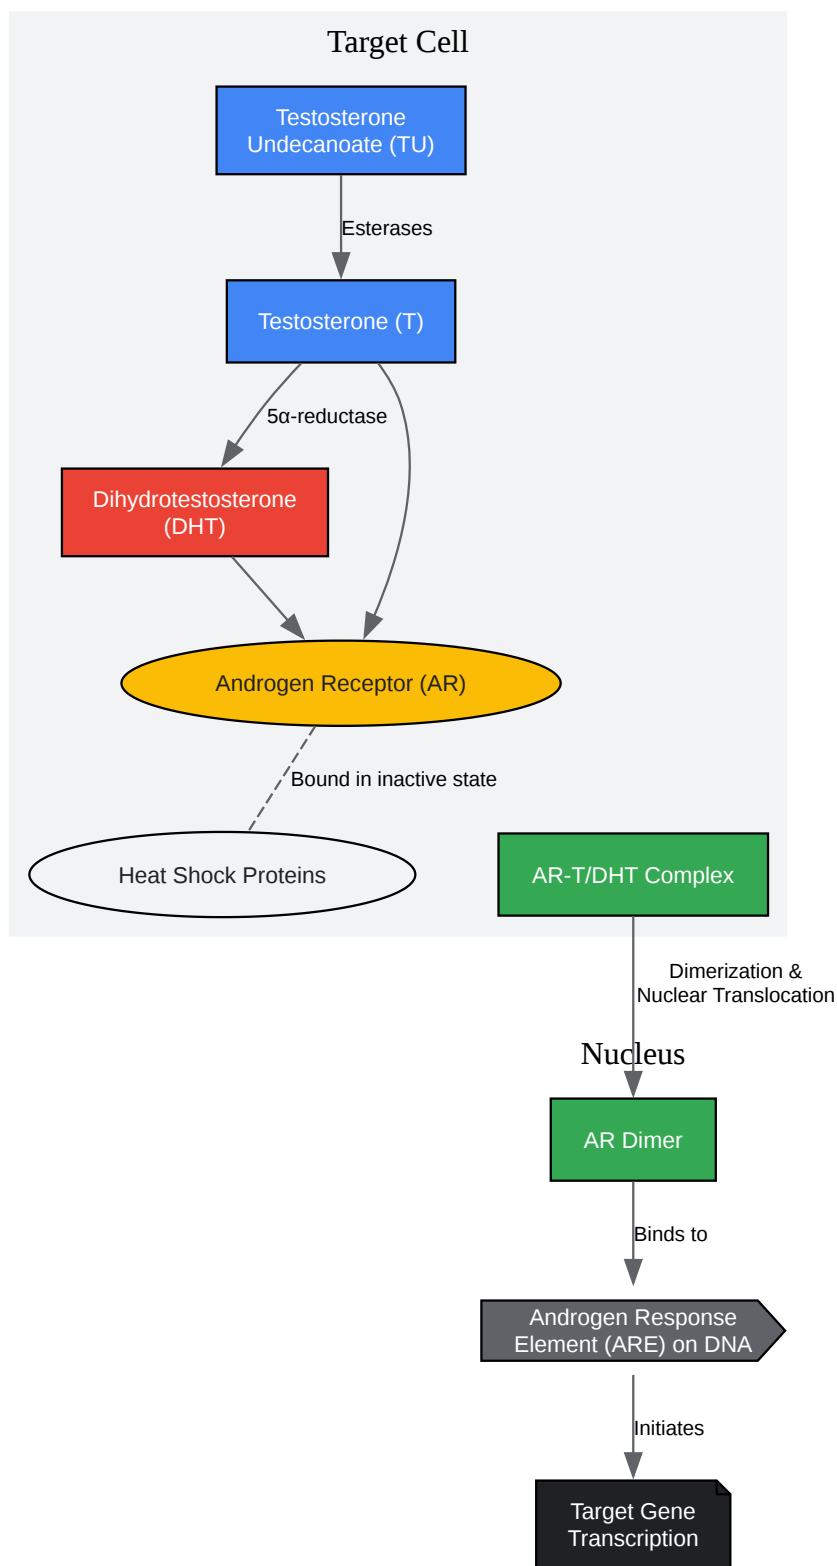 Target Cell
Testosterone
Undecanoate (TU)
Esterases
Testosterone (T)
5α-reductase
Dihydrotestosterone
(DHT)
Androgen Receptor (AR)
Bound in inactive state
Heat Shock Proteins
AR-T/DHT Complex
Dimerization &
Nuclear Translocation
Nucleus
AR Dimer
Binds to
Androgen Response
Element (ARE) on DNA
Initiates
Target Gene
Transcription